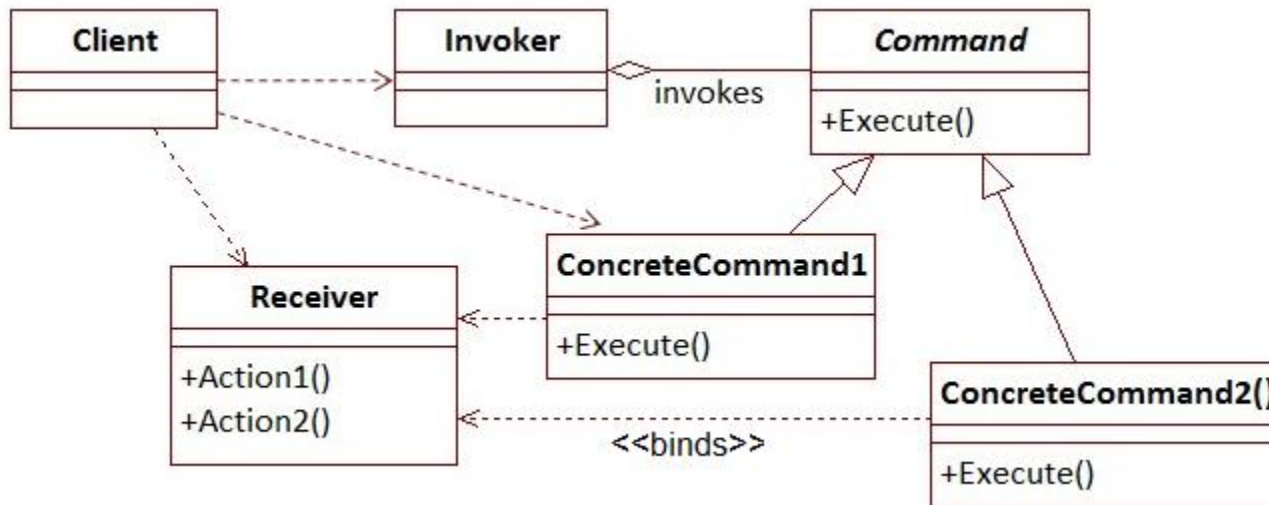 Client
Invoker
Command
invokes
+Execute()
ConcreteCommand1
Receiver
+Execute()
+Action1()
+Action2()
ConcreteCommand2()
<<binds>>
+Execute()